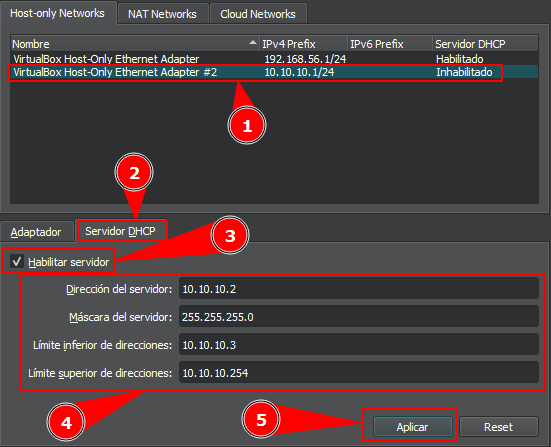 Host-only Networks NAT Networks Cloud Networks
Nombre IPv4 Prefix IPv6 Prefix Servidor DHCP
VirtualBox Host-Only Ethernet Adapter 192.168.56.1/24 Habilitado
VirtualBox Host-Only Ethernet Adapter #2 10.10.10.1/24 Inhabilitado
1
2
Adaptador Servidor DHCP
3
Habilitar servidor
Dirección del servidor: 10.10.10.2
Máscara del servidor: 255.255.255.0
Límite inferior de direcciones: 10.10.10.3
Límite superior de direcciones: 10.10.10.254
4
5
Aplicar Reset